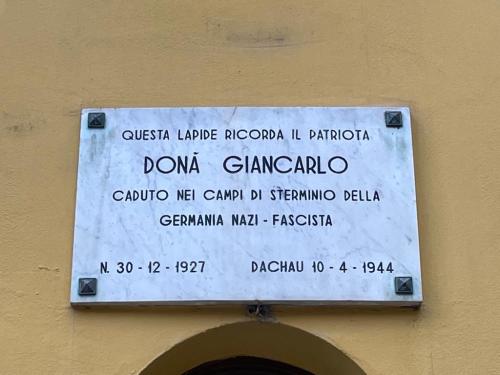 QUESTA LAPIDE RICORDA IL PATRIOTA
DONÀ GIANCARLO
CADUTO NEI CAMPI DI STERMINIO DELLA
GERMANIA NAZI - FASCISTA
N. 30 - 12 - 1927 DACHAU 10 - 4 - 1944